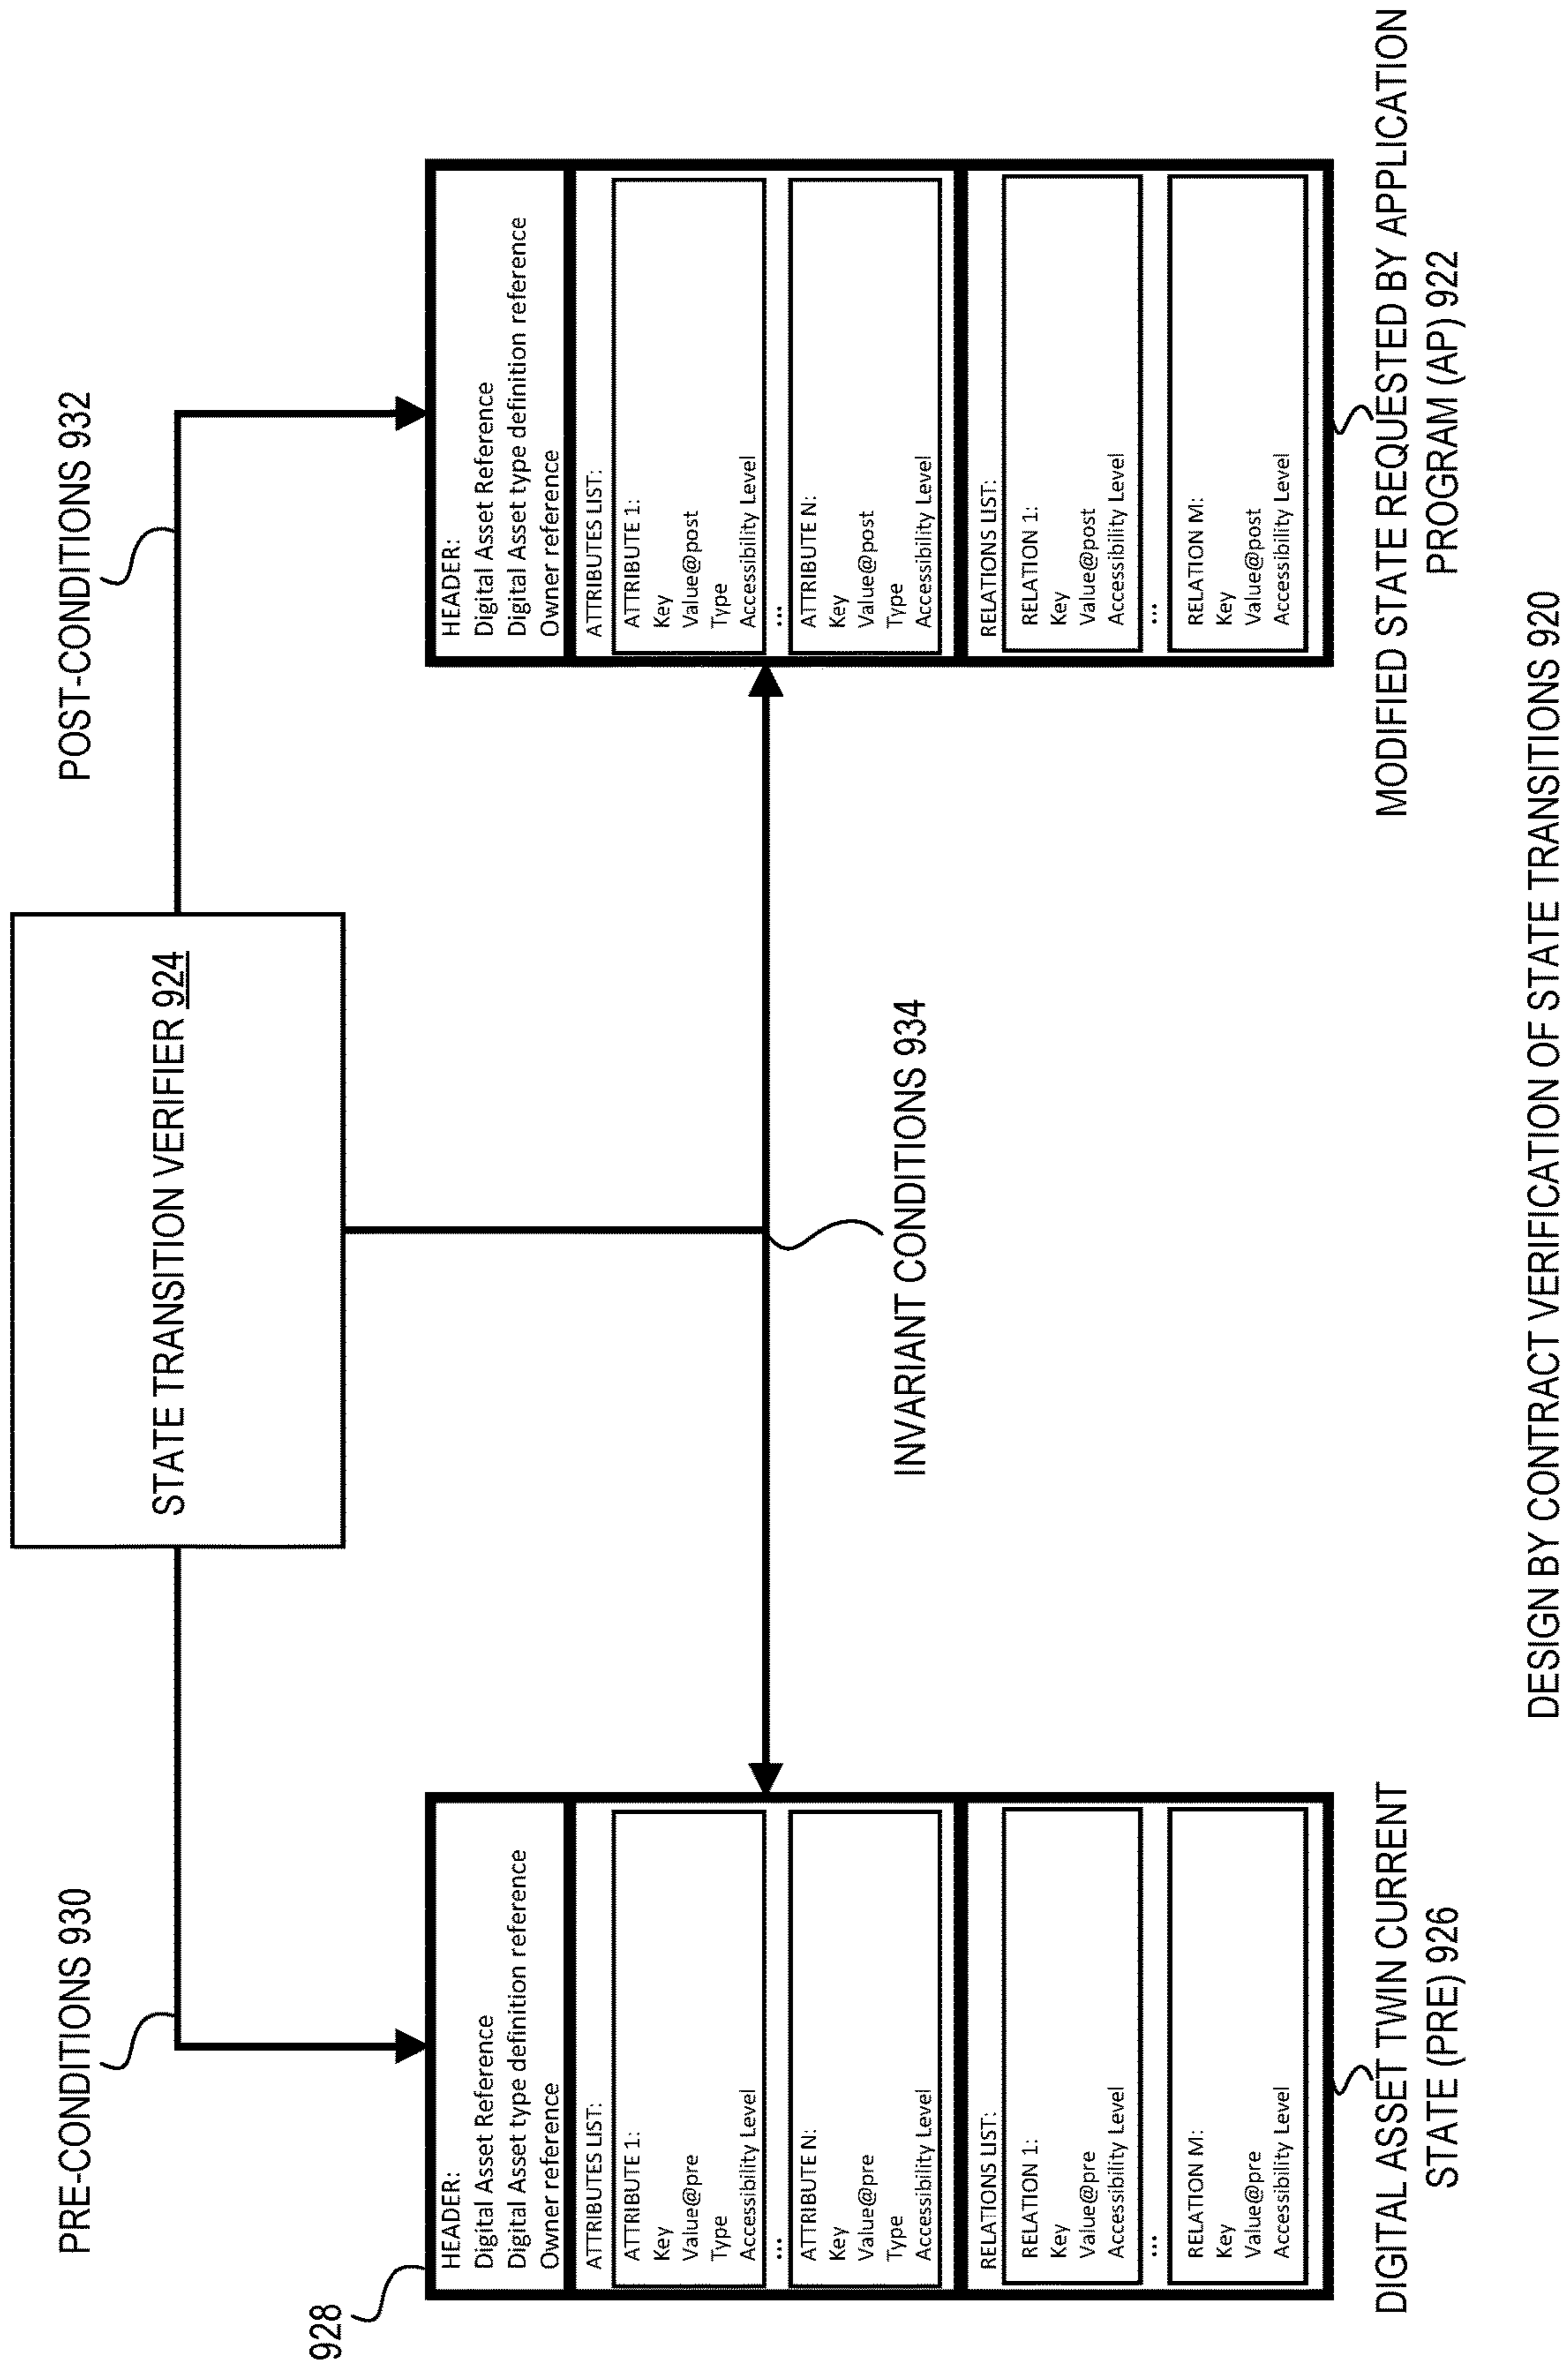 STATE TRANSITION VERIFIER 924
PRE-CONDITIONS 930
POST-CONDITIONS 932
928
HEADER:
Digital Asset Reference
Digital Asset type definition reference
Owner reference
ATTRIBUTES LIST:
ATTRIBUTE 1:
Key
Value@pre
Type
Accessibility Level
...
ATTRIBUTE N:
Key
Value@pre
Type
Accessibility Level
RELATIONS LIST:
RELATION 1:
Key
Value@pre
Accessibility Level
...
RELATION M:
Key
Value@pre
Accessibility Level
DIGITAL ASSET TWIN CURRENT
STATE (PRE) 926
INVARIANT CONDITIONS 934
HEADER:
Digital Asset Reference
Digital Asset type definition reference
Owner reference
ATTRIBUTES LIST:
ATTRIBUTE 1:
Key
Value@post
Type
Accessibility Level
...
ATTRIBUTE N:
Key
Value@post
Type
Accessibility Level
RELATIONS LIST:
RELATION 1:
Key
Value@post
Accessibility Level
...
RELATION M:
Key
Value@post
Accessibility Level
MODIFIED STATE REQUESTED BY APPLICATION
PROGRAM (AP) 922
DESIGN BY CONTRACT VERIFICATION OF STATE TRANSITIONS 920